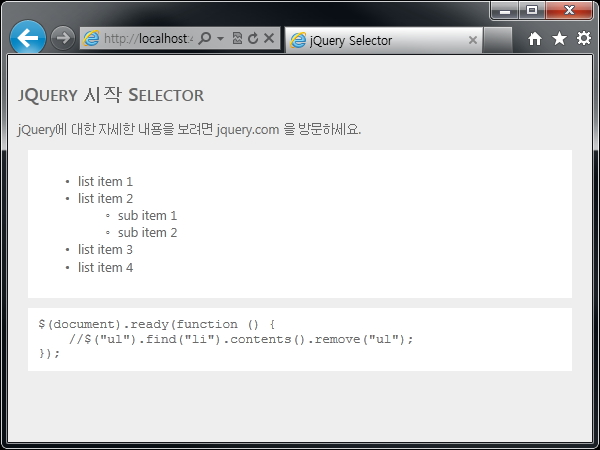 http://localhost:
jQuery Selector
JQUERY 시작 SELECTOR
jQuery에 대한 자세한 내용을 보려면 jquery.com 을 방문하세요.
• list item 1
• list item 2
◦ sub item 1
◦ sub item 2
• list item 3
• list item 4
$(document).ready(function () {
    //$("ul").find("li").contents().remove("ul");
});